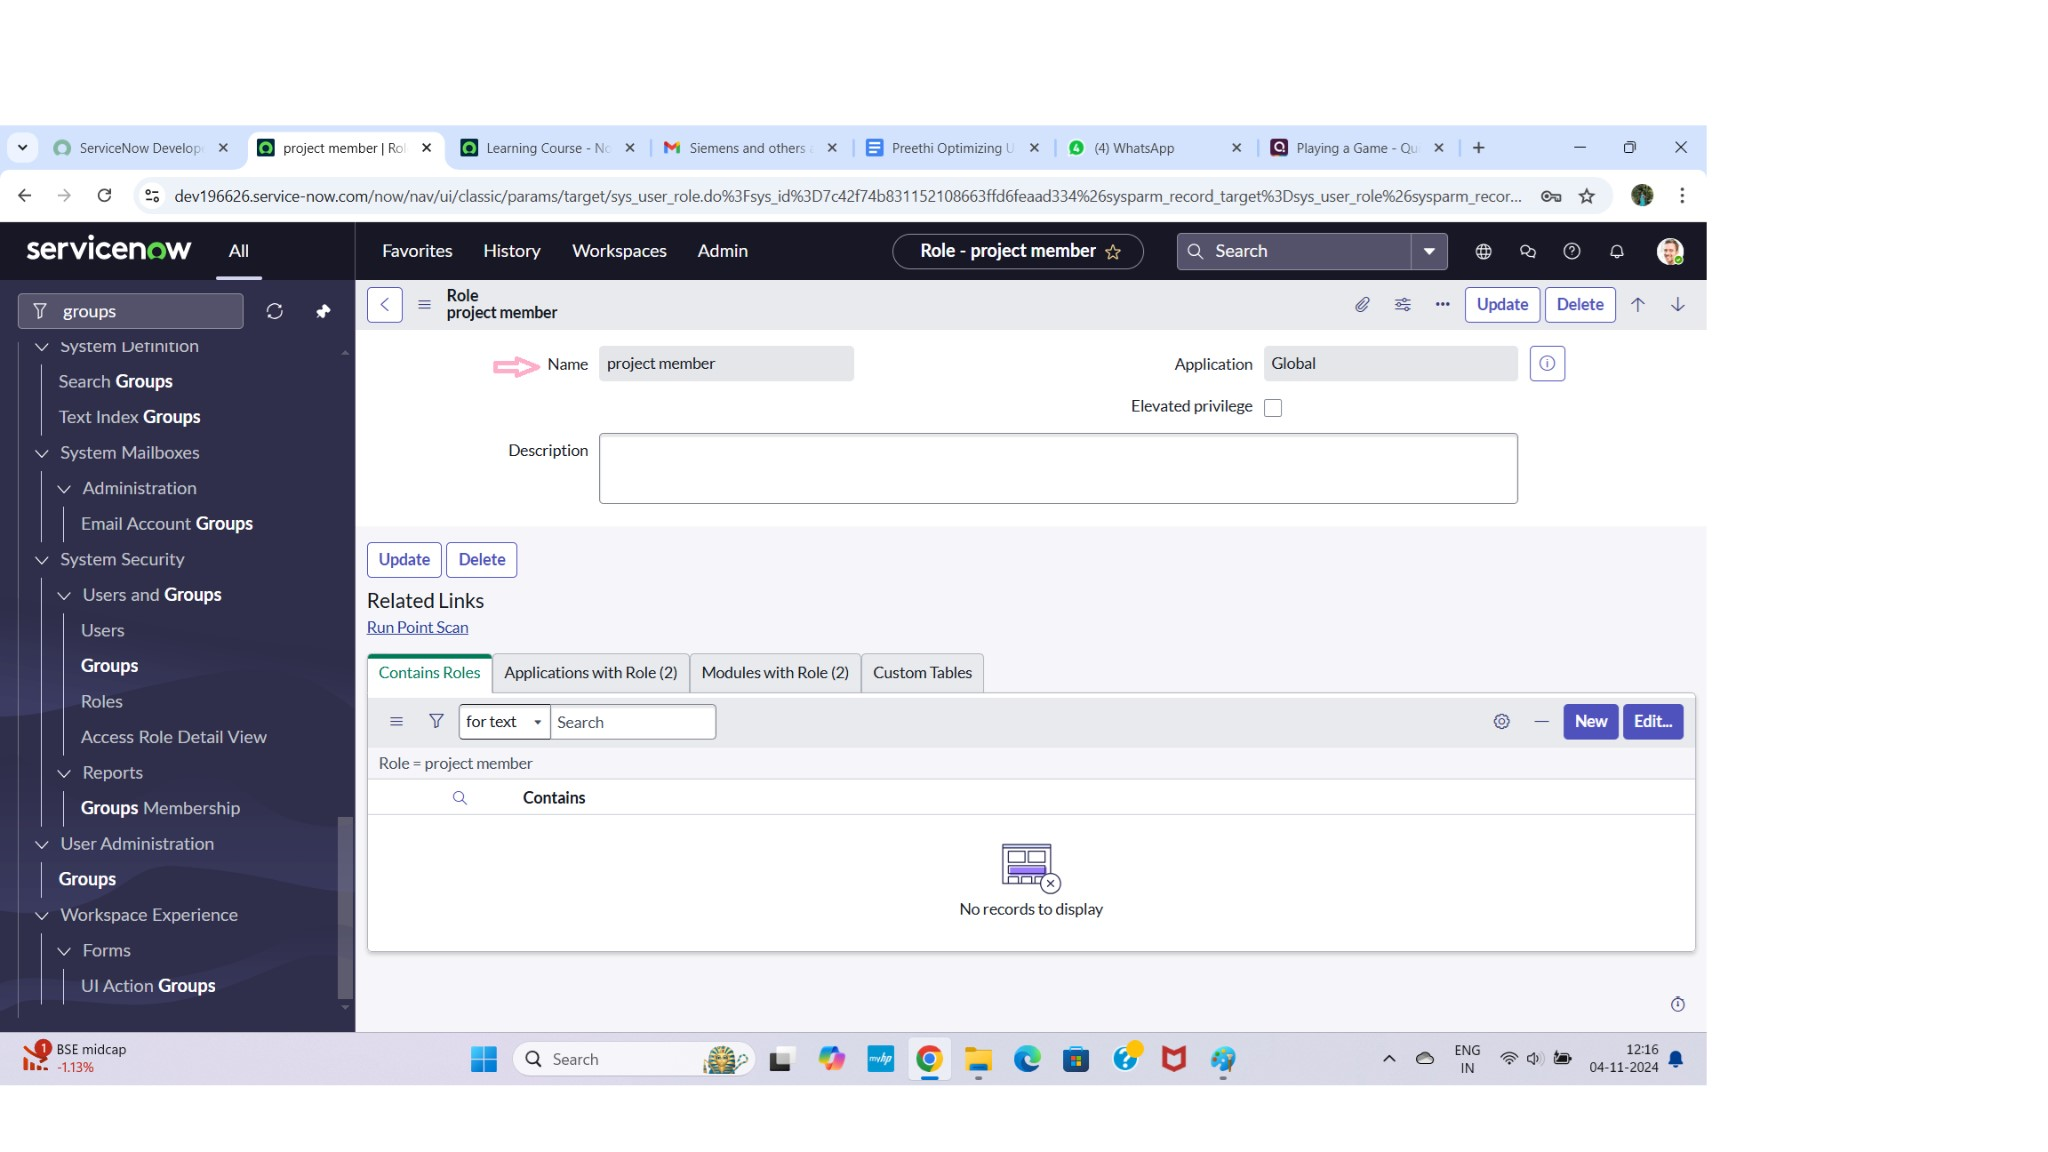 ServiceNow Develop
project member | Rol
Learning Course - No
Siemens and others
Preethi Optimizing U
(4) WhatsApp
Playing a Game - Qu
dev196626.service-now.com/now/nav/ui/classic/params/target/sys_user_role.do%3Fsys_id%3D7c42f74b831152108663ffd6feaad334%26sysparm_record_target%3Dsys_user_role%26sysparm_recor...
servicenow
All
Favorites
History
Workspaces
Admin
Role - project member
Search
groups
System Definition
Search Groups
Text Index Groups
System Mailboxes
Administration
Email Account Groups
System Security
Users and Groups
Users
Groups
Roles
Access Role Detail View
Reports
Groups Membership
User Administration
Groups
Workspace Experience
Forms
UI Action Groups
Role
project member
Update
Delete
Name
project member
Application
Global
Elevated privilege
Description
Update
Delete
Related Links
Run Point Scan
Contains Roles
Applications with Role (2)
Modules with Role (2)
Custom Tables
for text
Search
New
Edit...
Role = project member
Contains
No records to display
1
BSE midcap
-1.13%
Search
myhp
ENG
IN
12:16
04-11-2024